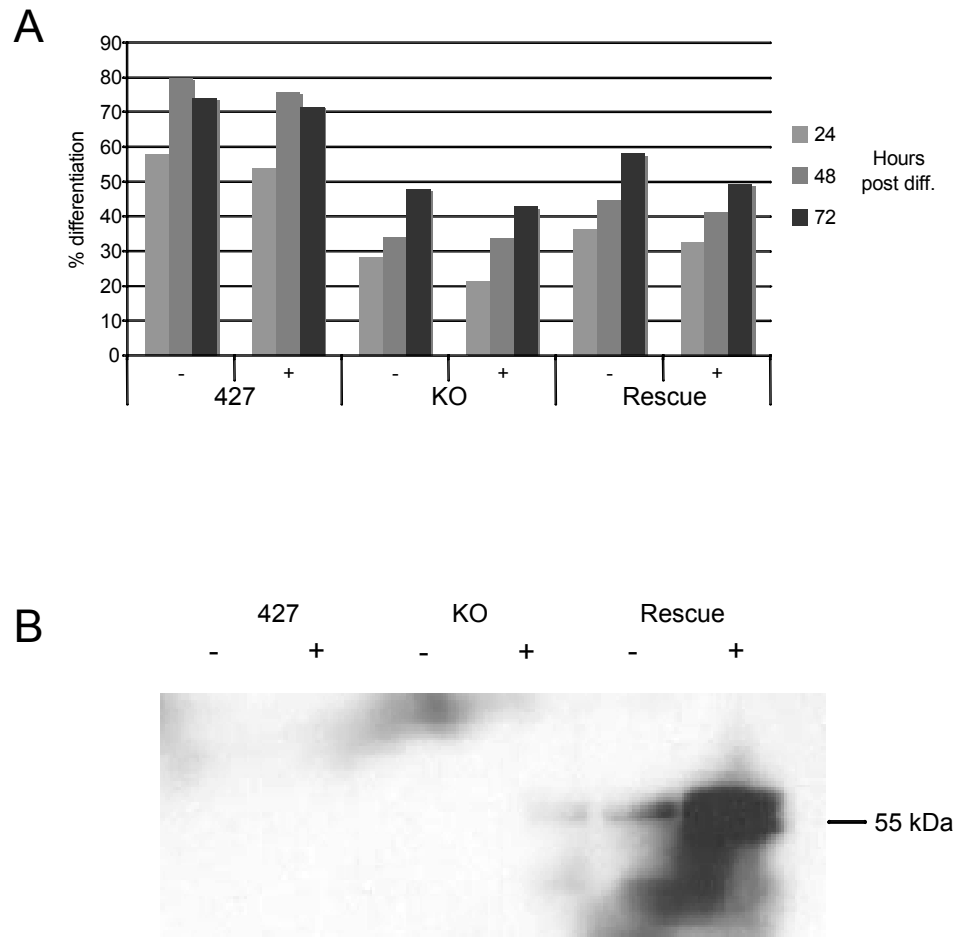 A
90
80
70
60
50
40
30
20
10
0
% differentiation
- + - + - +
427 KO Rescue
24
48
72
Hours
post diff.
B
427 KO Rescue
- + - + - +
55 kDa